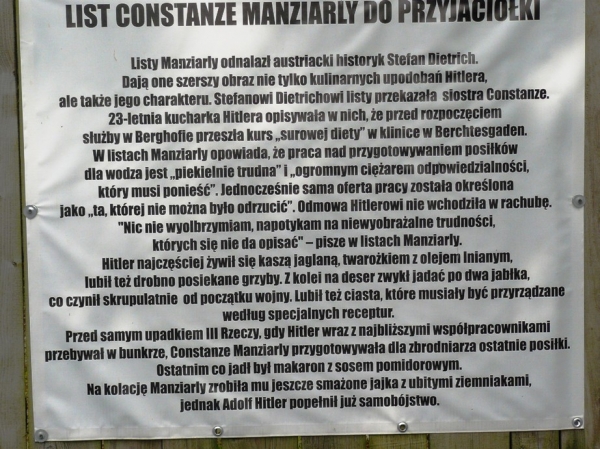 LIST CONSTANZE MANZIARLY DO PRZYJACIÓŁKI
Listy Manziarly odnalazł austriacki historyk Stefan Dietrich.
Dają one szerszy obraz nie tylko kulinarnych upodobań Hitlera,
ale także jego charakteru. Stefanowi Dietrichowi listy przekazała siostra Constanze.
23-letnia kucharka Hitlera opisywała w nich, że przed rozpoczęciem
służby w Berghofie przeszła kurs „surowej diety" w klinice w Berchtesgaden.
W listach Manziarly opowiada, że praca nad przygotowywaniem posiłków
dla wodza jest „piekielnie trudna" i „ogromnym ciężarem odpowiedzialności,
który musi ponieść". Jednocześnie sama oferta pracy została określona
jako „ta, której nie można było odrzucić". Odmowa Hitlerowi nie wchodziła w rachubę.
"Nic nie wyolbrzymiam, napotykam na niewyobrażalne trudności,
których się nie da opisać" – pisze w listach Manziarly.
Hitler najczęściej żywił się kaszą jaglaną, twarożkiem z olejem lnianym,
lubił też drobno posiekane grzyby. Z kolei na deser zwykł jadać po dwa jabłka,
co czynił skrupulatnie od początku wojny. Lubił też ciasta, które musiały być przyrządzane
według specjalnych receptur.
Przed samym upadkiem III Rzeczy, gdy Hitler wraz z najbliższymi współpracownikami
przebywał w bunkrze, Constanze Manziarly przygotowywała dla zbrodniarza ostatnie posiłki.
Ostatnim co jadł był makaron z sosem pomidorowym.
Na kolację Manziarly zrobiła mu jeszcze smażone jajka z ubitymi ziemniakami,
jednak Adolf Hitler popełnił już samobójstwo.